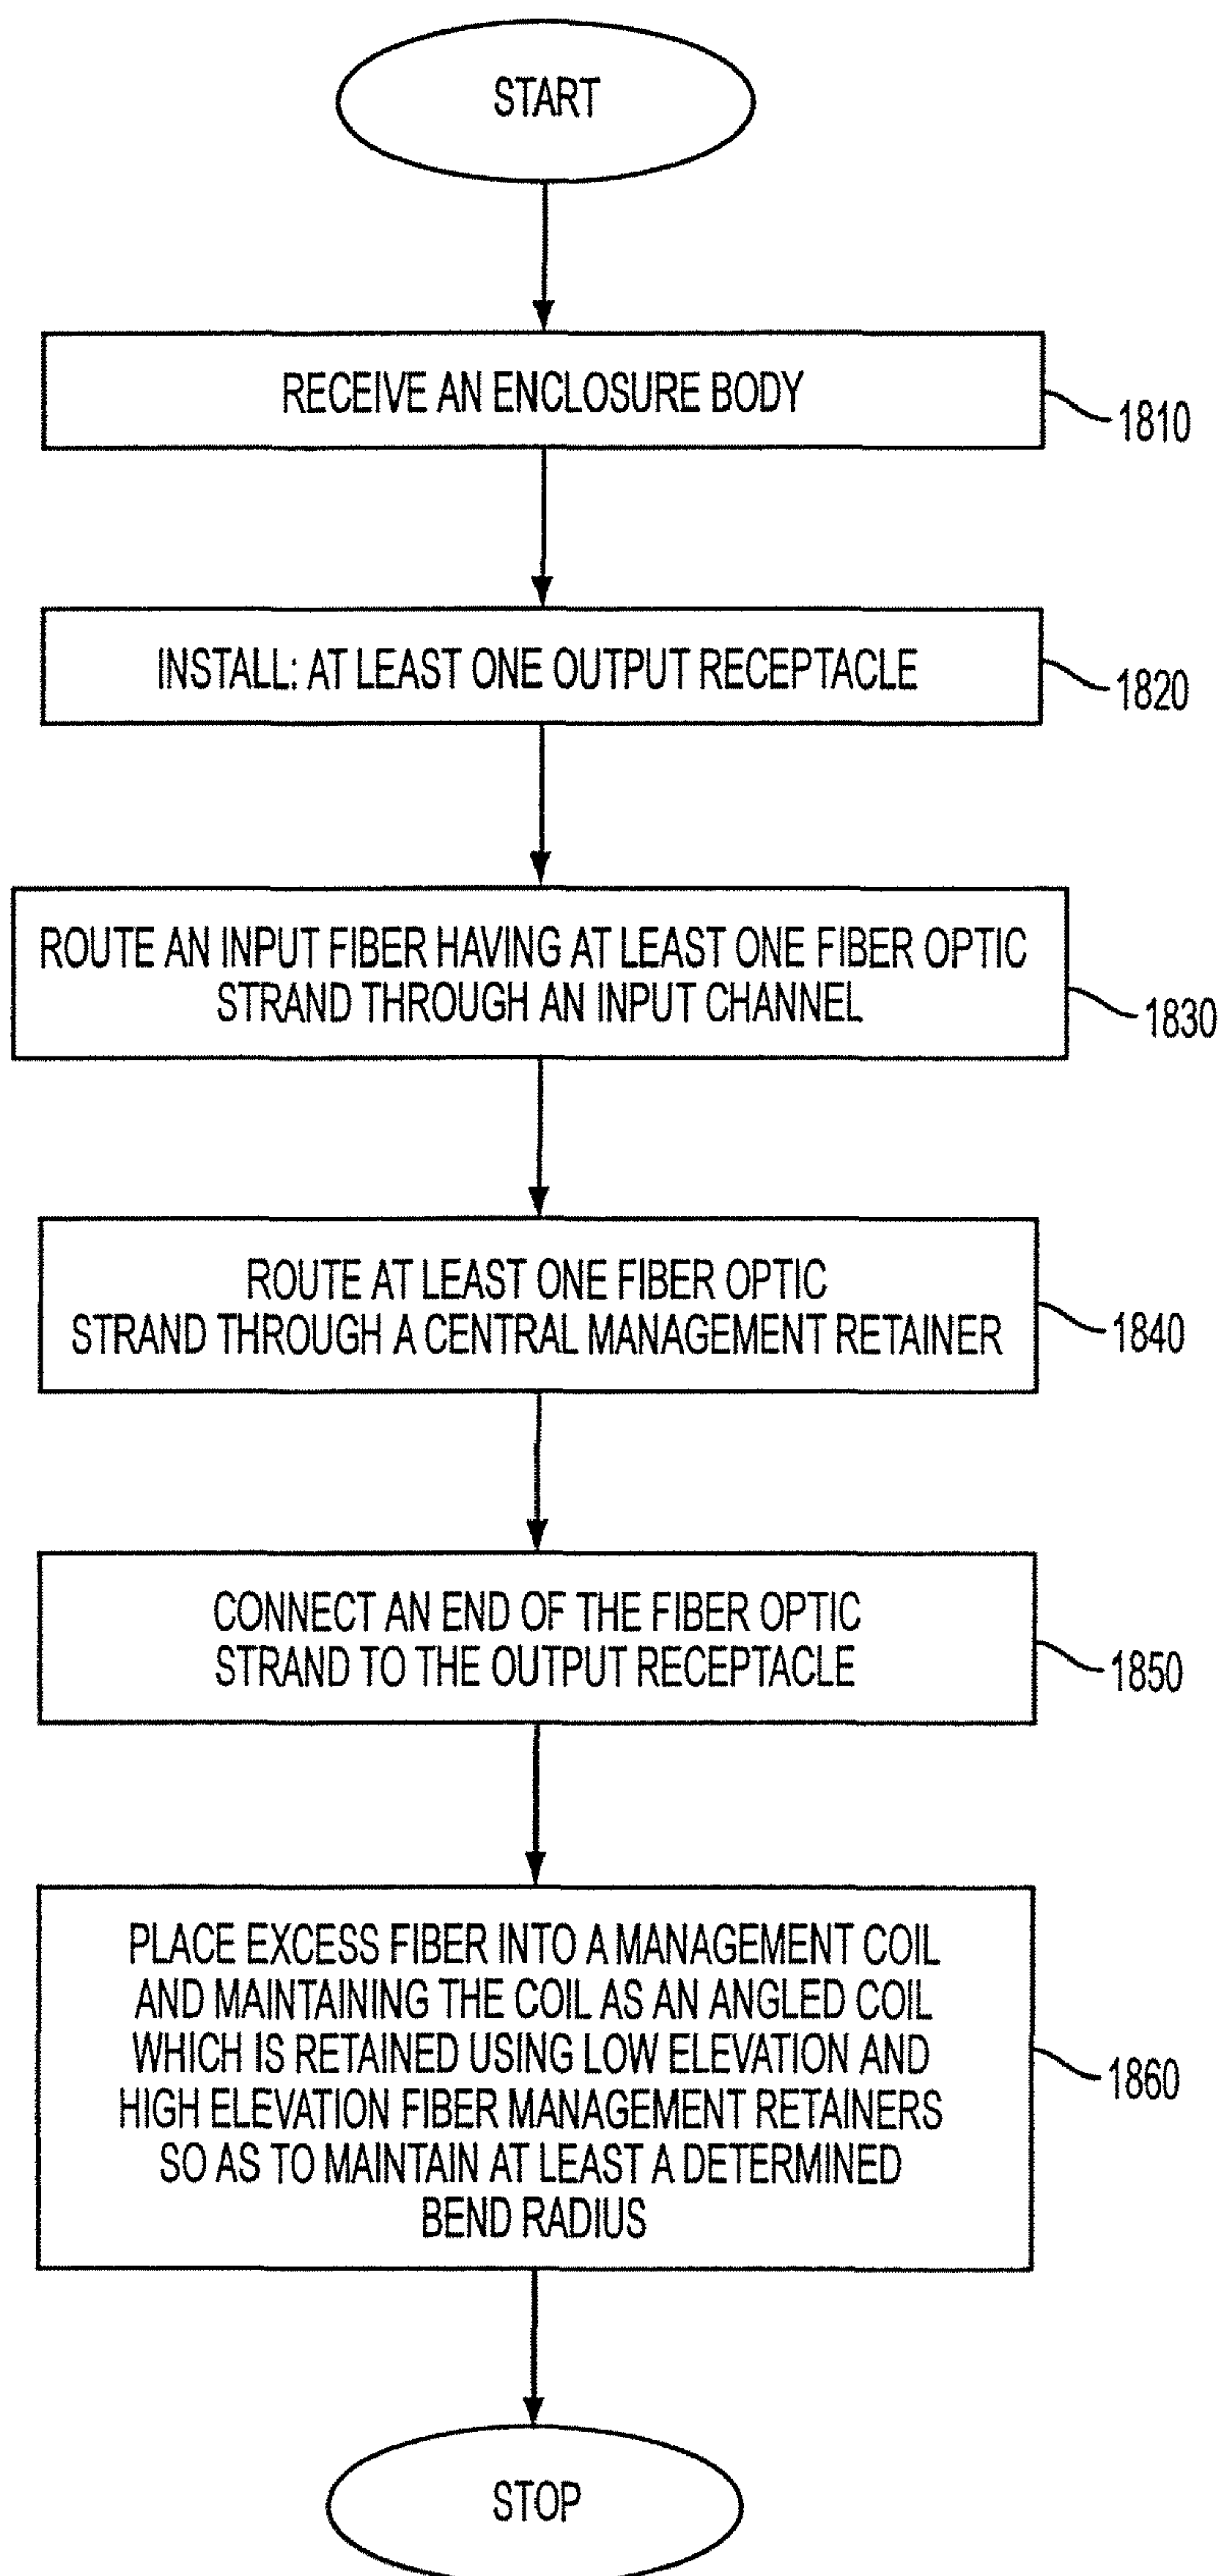 START
RECEIVE AN ENCLOSURE BODY
1810
INSTALL: AT LEAST ONE OUTPUT RECEPTACLE
1820
ROUTE AN INPUT FIBER HAVING AT LEAST ONE FIBER OPTIC
STRAND THROUGH AN INPUT CHANNEL
1830
ROUTE AT LEAST ONE FIBER OPTIC
STRAND THROUGH A CENTRAL MANAGEMENT RETAINER
1840
CONNECT AN END OF THE FIBER OPTIC
STRAND TO THE OUTPUT RECEPTACLE
1850
PLACE EXCESS FIBER INTO A MANAGEMENT COIL
AND MAINTAINING THE COIL AS AN ANGLED COIL
WHICH IS RETAINED USING LOW ELEVATION AND
HIGH ELEVATION FIBER MANAGEMENT RETAINERS
SO AS TO MAINTAIN AT LEAST A DETERMINED
BEND RADIUS
1860
STOP